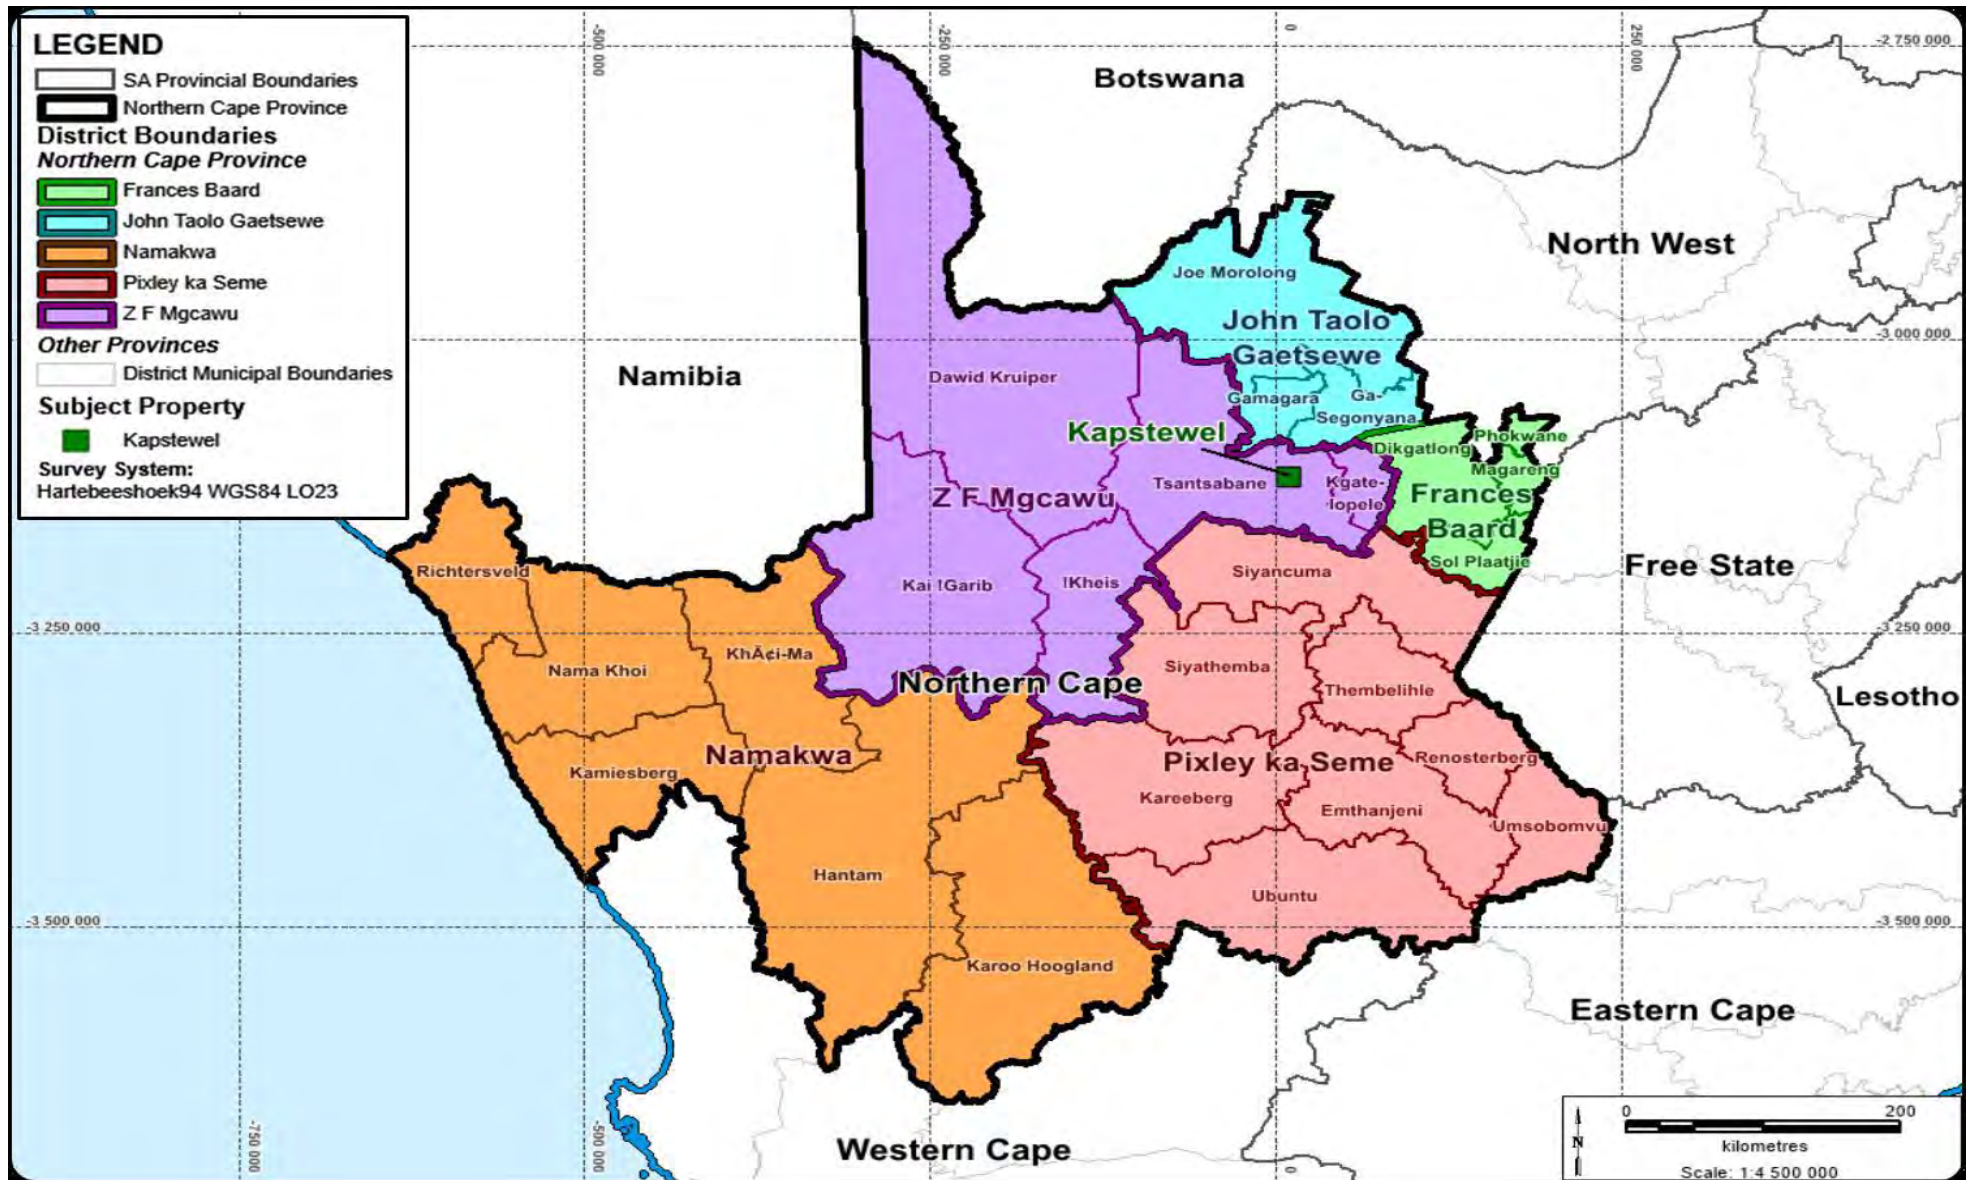 LEGEND
SA Provincial Boundaries
Northern Cape Province
District Boundaries
Northern Cape Province
Frances Baard
John Taolo Gaetsewe
Namakwa
Pixley ka Seme
Z F Mgcawu
Other Provinces
District Municipal Boundaries
Subject Property
Kapstewel
Survey System:
Hartebeeshoek94 WGS84 LO23
-500 000
-250 000
0
250 000
-2 750 000
Botswana
North West
Joe Morolong
John Taolo
Gaetsewe
-3 000 000
Namibia
Dawid Kruiper
Gamagara
Ga-
Segonyana
Kapstewel
Dikgatlong
Phokwane
Magareng
Tsantsabane
Kgate-
lopele
Z F Mgcawu
Frances
Baard
Sol Plaatjie
Free State
Richtersveld
Kai !Garib
!Kheis
Siyancuma
-3 250 000
-3 250 000
Nama Khoi
KhÃ¢i-Ma
Siyathemba
Thembelihle
Northern Cape
Lesotho
Namakwa
Kamiesberg
Pixley ka Seme
Renosterberg
Kareeberg
Emthanjeni
Umsobomvu
Hantam
Ubuntu
-3 500 000
-3 500 000
Karoo Hoogland
Eastern Cape
Western Cape
-750 000
-500 000
0
0
200
N
kilometres
Scale: 1:4 500 000